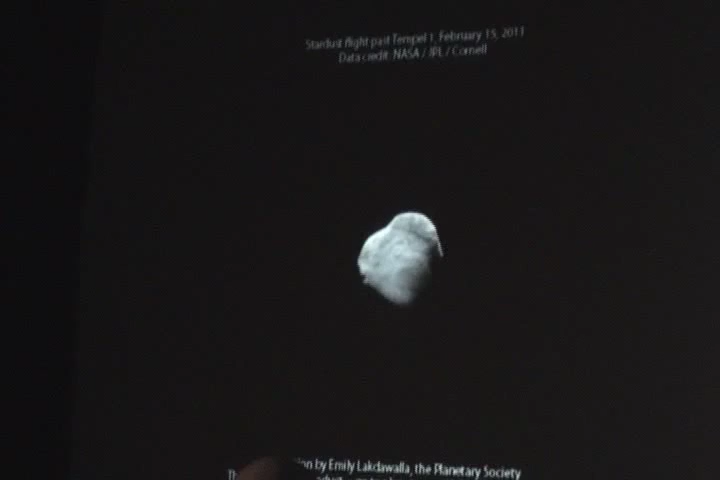 Stardust flight past Tempel 1, February 15, 2011
Data credit: NASA / JPL / Cornell
by Emily Lakdawalla, the Planetary Society